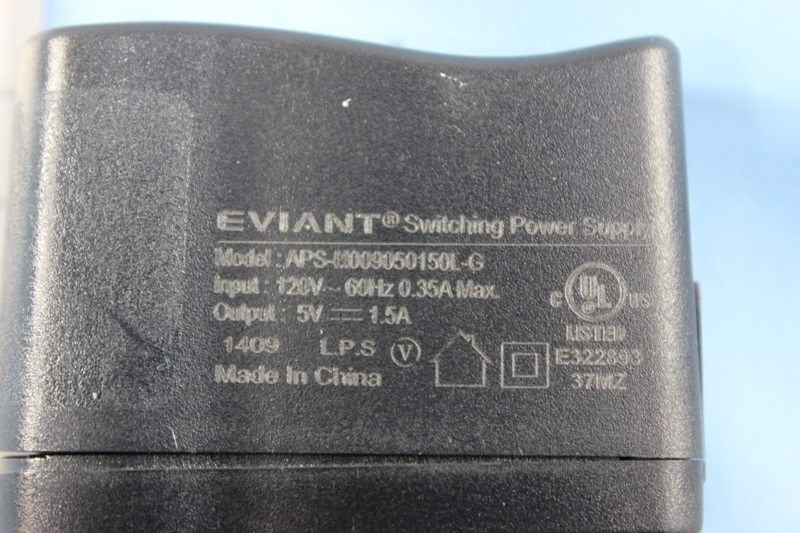 EVIANT® Switching Power Suppl
Model : APS-M009050150L-G
Input : 120V~ 60Hz 0.35A Max.
Output : 5V ⎓ 1.5A
1409 L.P.S V
Made In China
C UL US
LISTED
E322893
37MZ